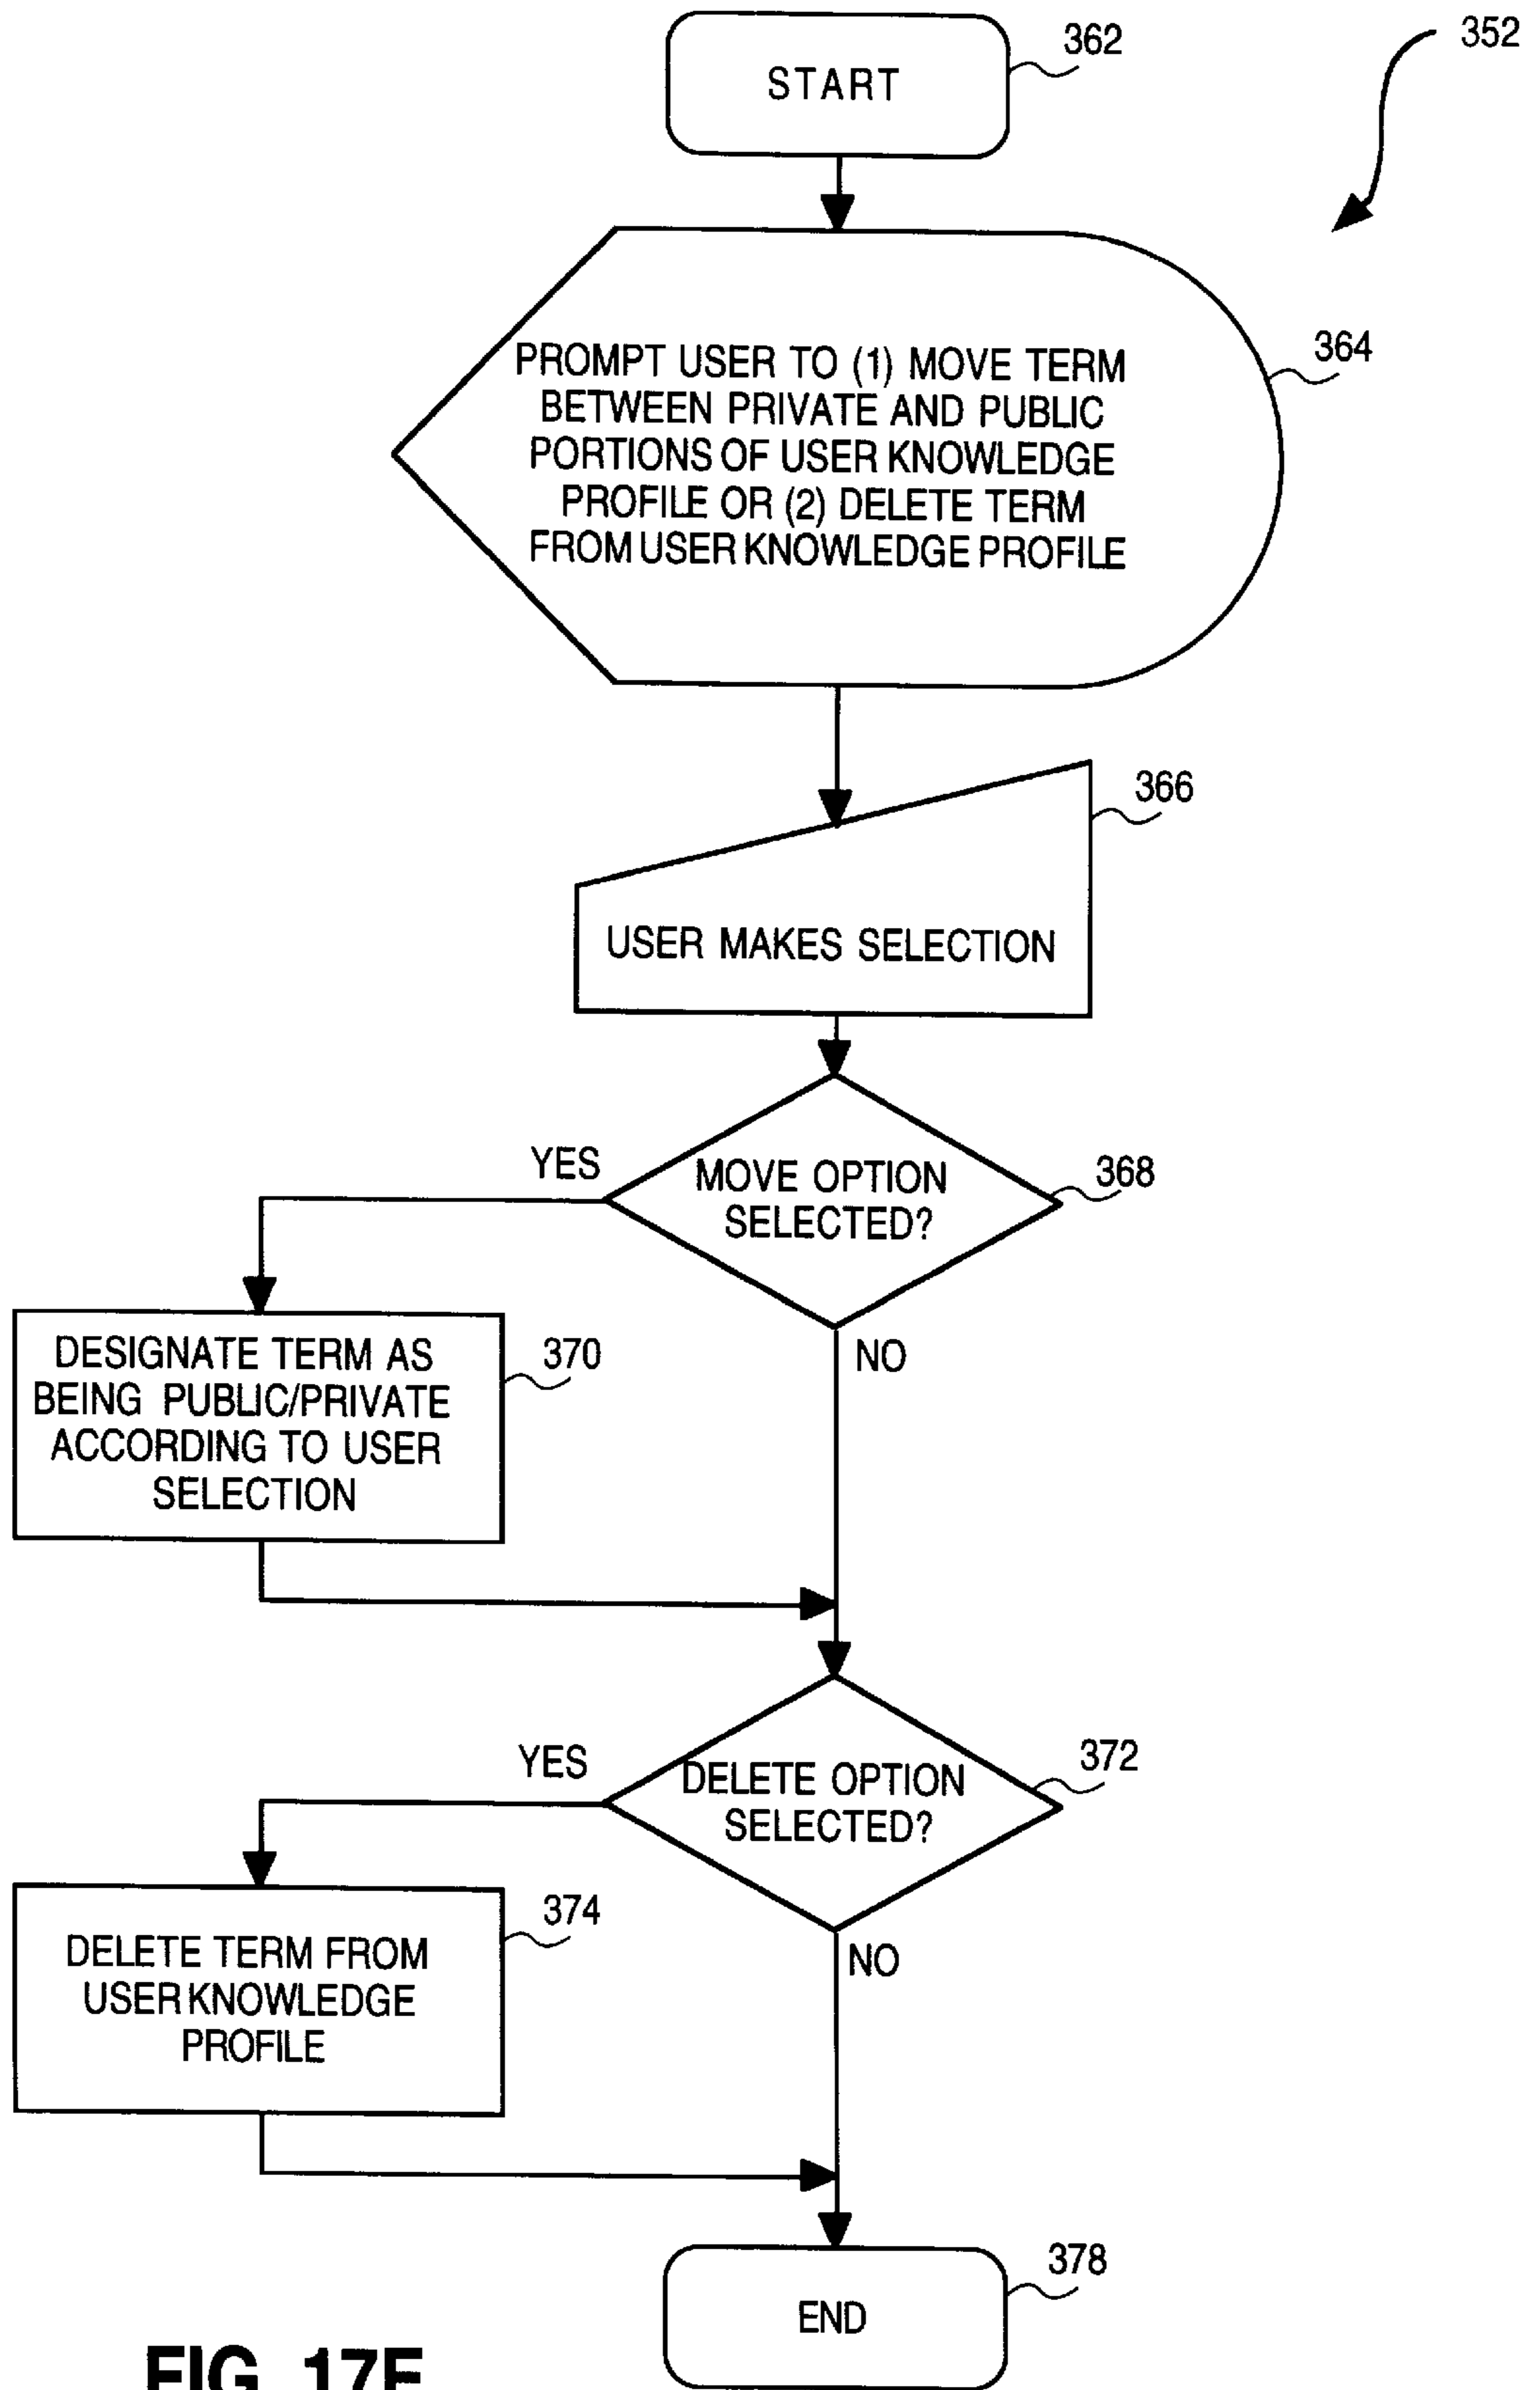 352
362
START
364
PROMPT USER TO (1) MOVE TERM
BETWEEN PRIVATE AND PUBLIC
PORTIONS OF USER KNOWLEDGE
PROFILE OR (2) DELETE TERM
FROM USER KNOWLEDGE PROFILE
366
USER MAKES SELECTION
368
MOVE OPTION
SELECTED?
YES
NO
370
DESIGNATE TERM AS
BEING PUBLIC/PRIVATE
ACCORDING TO USER
SELECTION
372
DELETE OPTION
SELECTED?
YES
NO
374
DELETE TERM FROM
USER KNOWLEDGE
PROFILE
378
END
FIG.